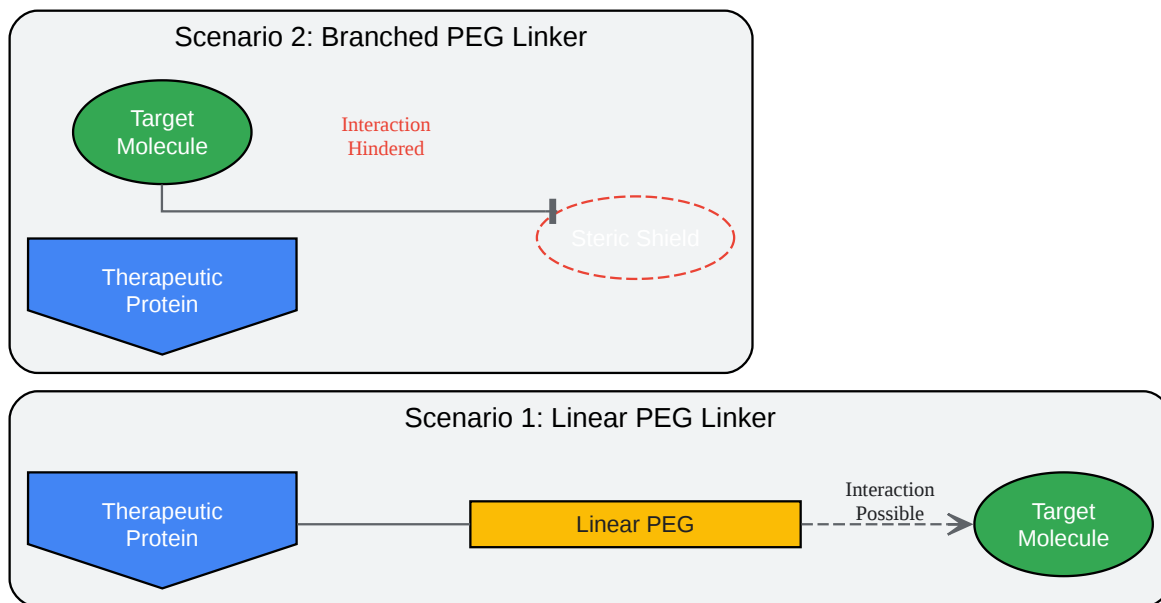 Scenario 2: Branched PEG Linker
Target
Molecule
Interaction
Hindered
Steric Shield
Therapeutic
Protein
Scenario 1: Linear PEG Linker
Therapeutic
Protein
Linear PEG
Interaction
Possible
Target
Molecule